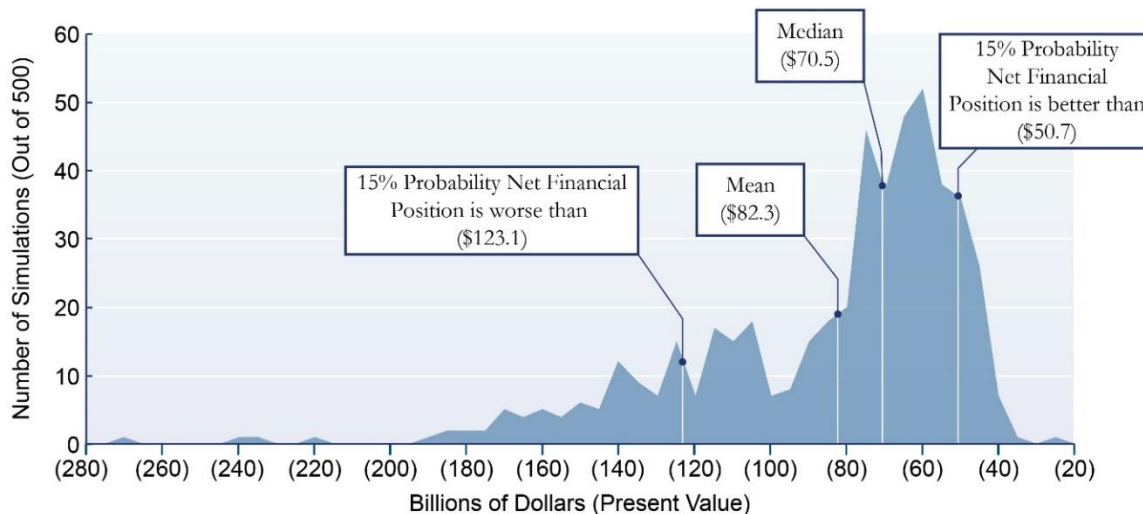 60
50
40
30
20
10
0
Number of Simulations (Out of 500)
15% Probability Net Financial
Position is worse than
($123.1)
Mean
($82.3)
Median
($70.5)
15% Probability
Net Financial
Position is better than
($50.7)
(280) (260) (240) (220) (200) (180) (160) (140) (120) (100) (80) (60) (40) (20)
Billions of Dollars (Present Value)